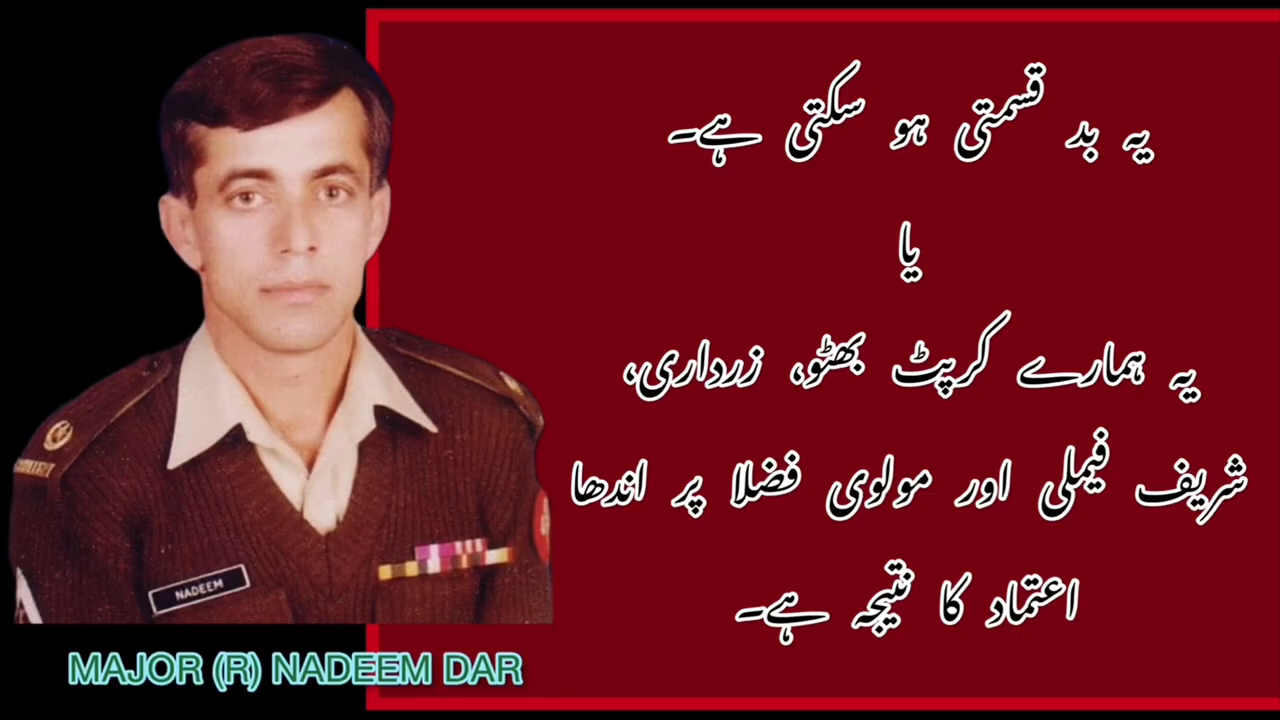 یہ بد قسمتی ہو سکتی ہے۔
یا
یہ ہمارے کرپٹ بھٹو، زرداری،
شریف فیملی اور مولوی فضلا پر اندھا
اعتماد کا نتیجہ ہے۔
NADEEM
MAJOR (R) NADEEM DAR